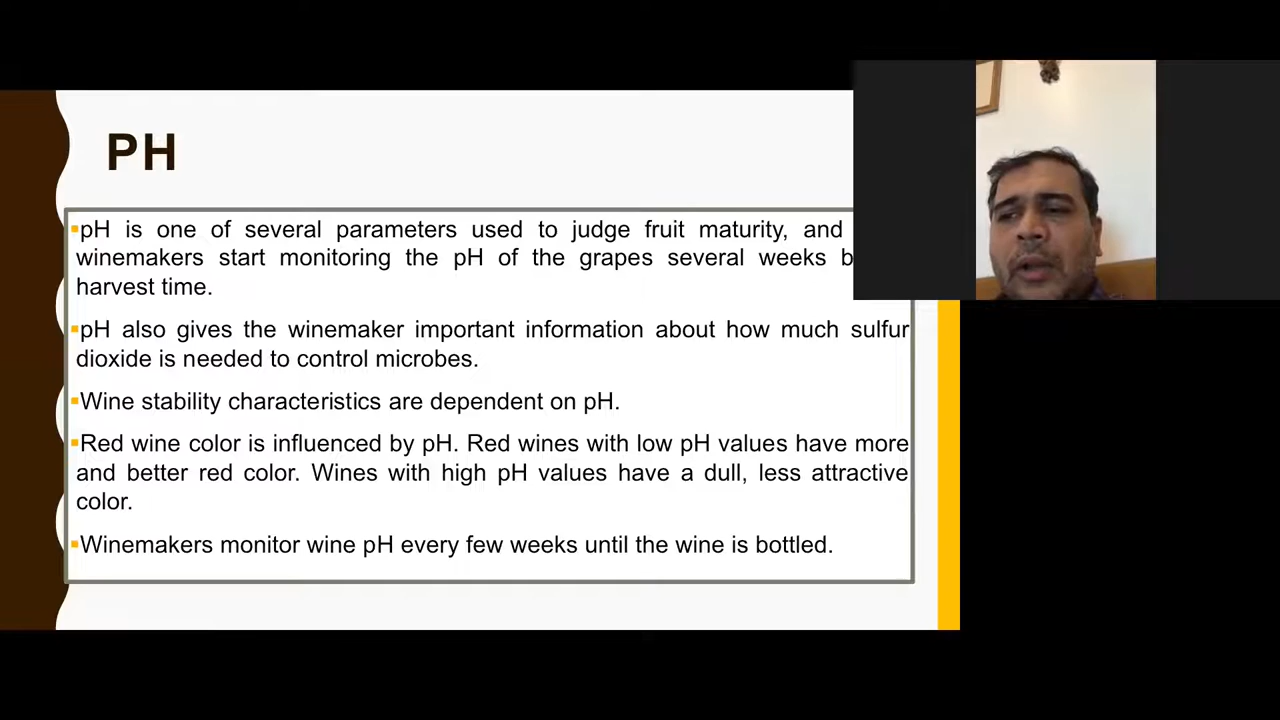 PH
▪pH is one of several parameters used to judge fruit maturity, and
winemakers start monitoring the pH of the grapes several weeks
harvest time.
▪pH also gives the winemaker important information about how much sulfur
dioxide is needed to control microbes.
▪Wine stability characteristics are dependent on pH.
▪Red wine color is influenced by pH. Red wines with low pH values have more
and better red color. Wines with high pH values have a dull, less attractive
color.
▪Winemakers monitor wine pH every few weeks until the wine is bottled.